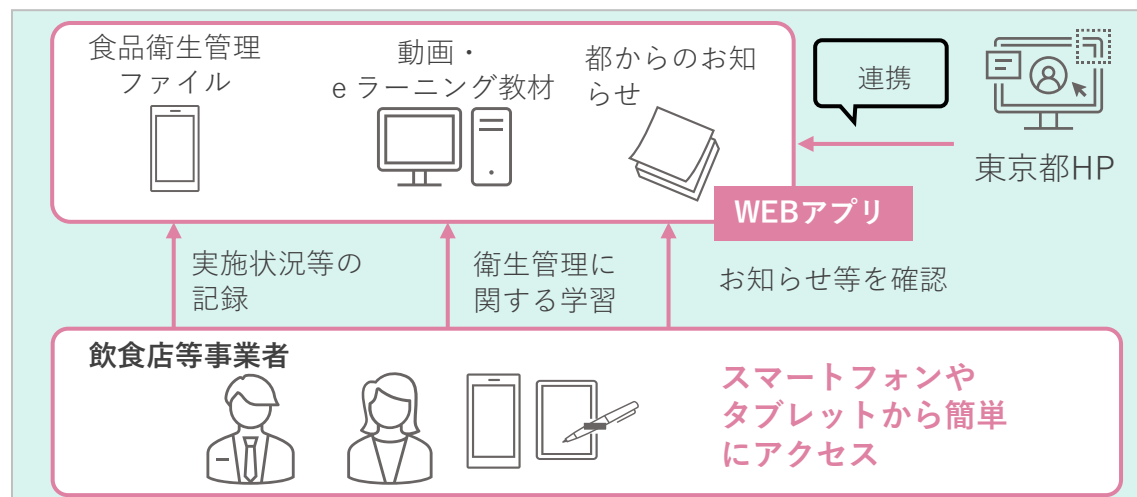 食品衛生管理
ファイル
動画・
e ラーニング教材
都からのお知
らせ
連携
東京都HP
WEBアプリ
実施状況等の
記録
衛生管理に
関する学習
お知らせ等を確認
飲食店等事業者
スマートフォンや
タブレットから簡単
にアクセス